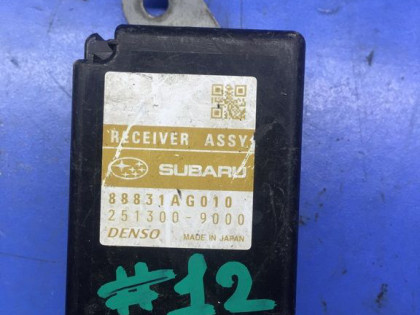 RECEIVER ASSY
SUBARU
88831AG010
251300-9000
DENSO MADE IN JAPAN
#12